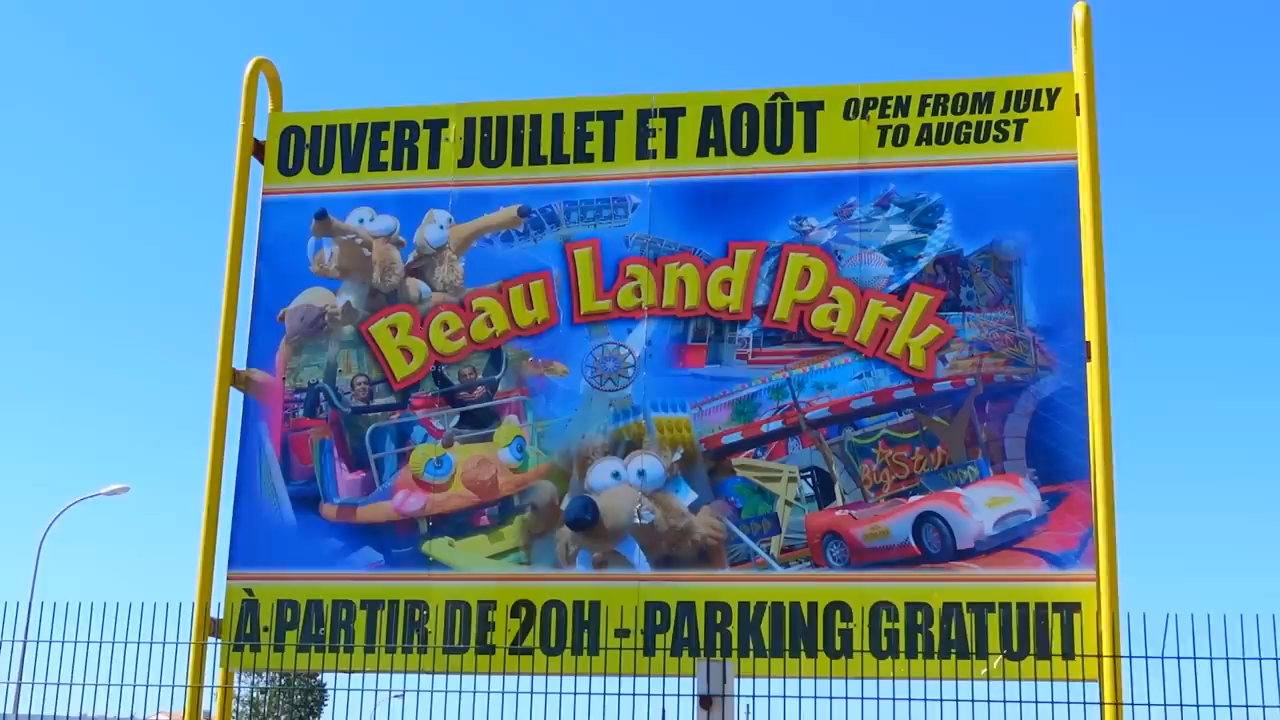 OUVERT JUILLET ET AOÛT
OPEN FROM JULY
TO AUGUST
Beau Land Park
Big Star
À PARTIR DE 20H - PARKING GRATUIT